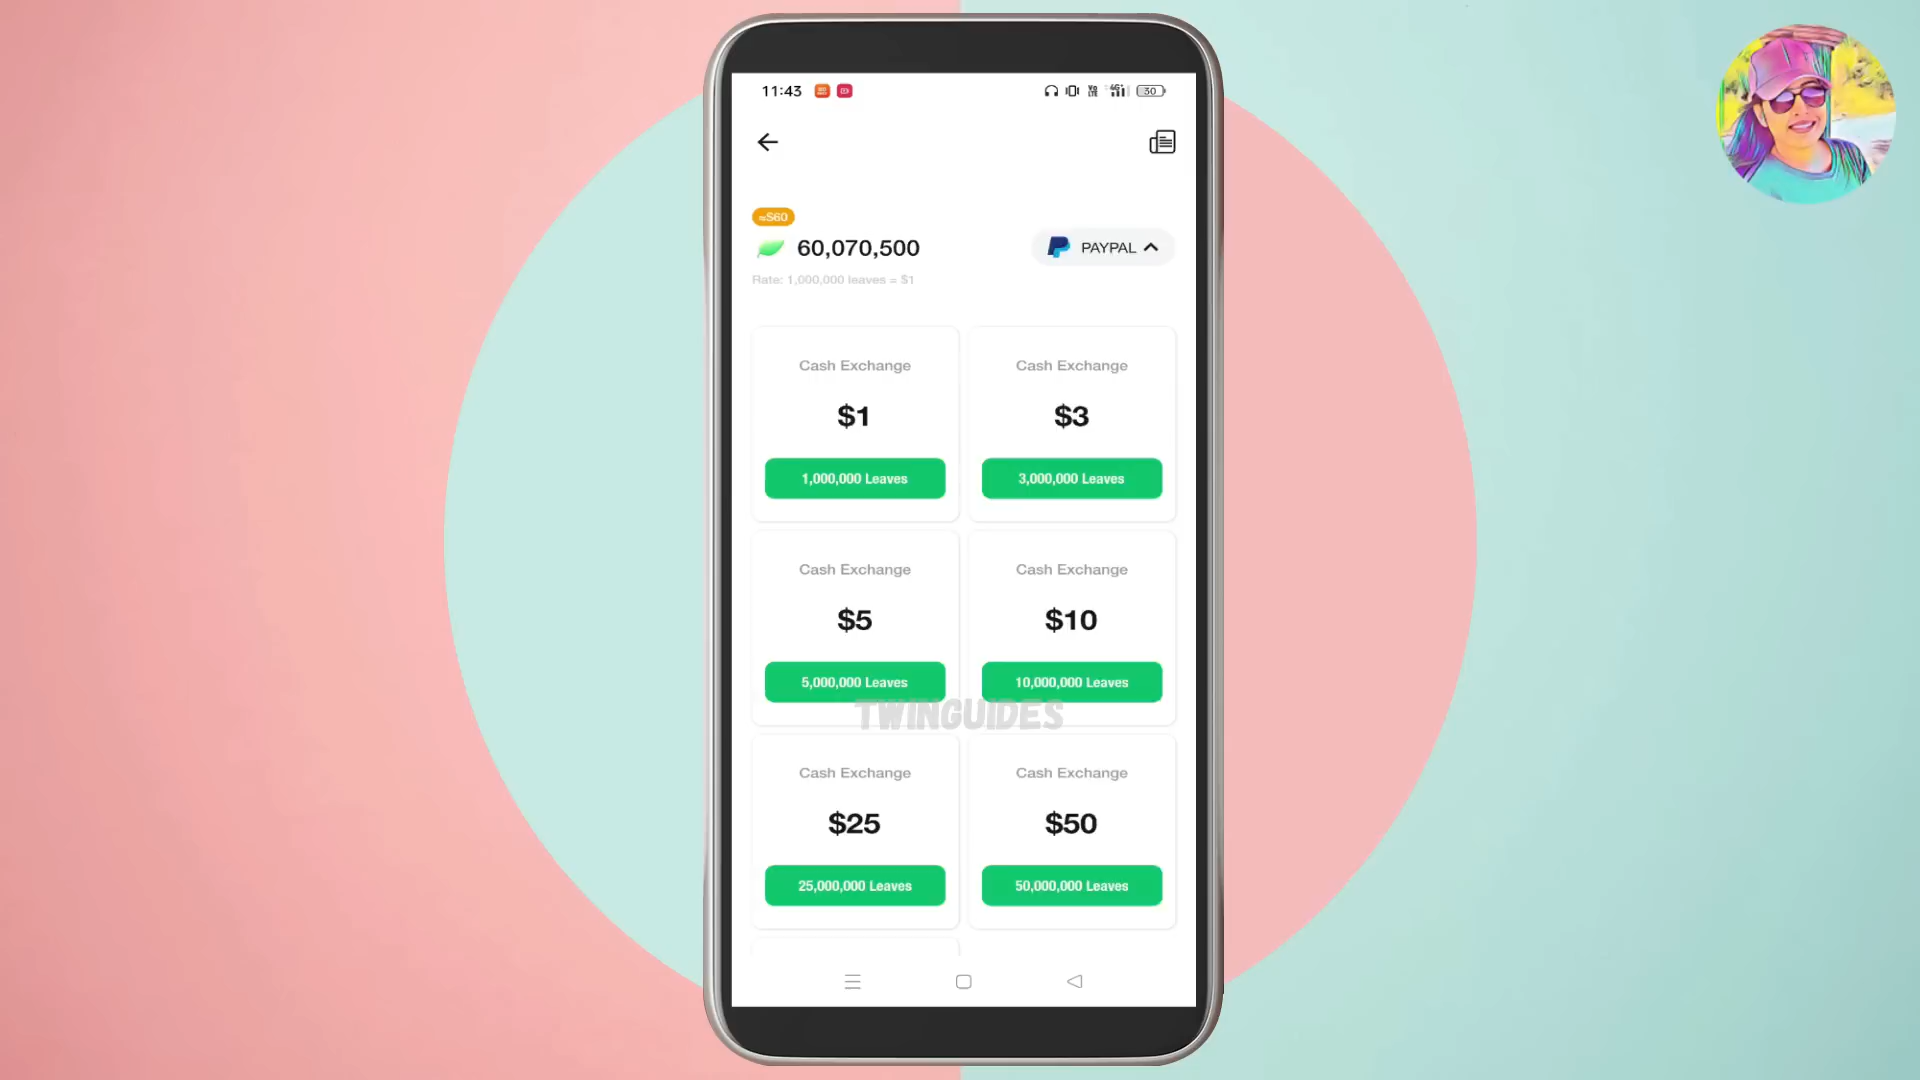 11:43
30
≈$60
60,070,500
PAYPAL
Rate: 1,000,000 leaves = $1
Cash Exchange
$1
1,000,000 Leaves
Cash Exchange
$3
3,000,000 Leaves
Cash Exchange
$5
5,000,000 Leaves
Cash Exchange
$10
10,000,000 Leaves
TWINGUIDES
Cash Exchange
$25
25,000,000 Leaves
Cash Exchange
$50
50,000,000 Leaves